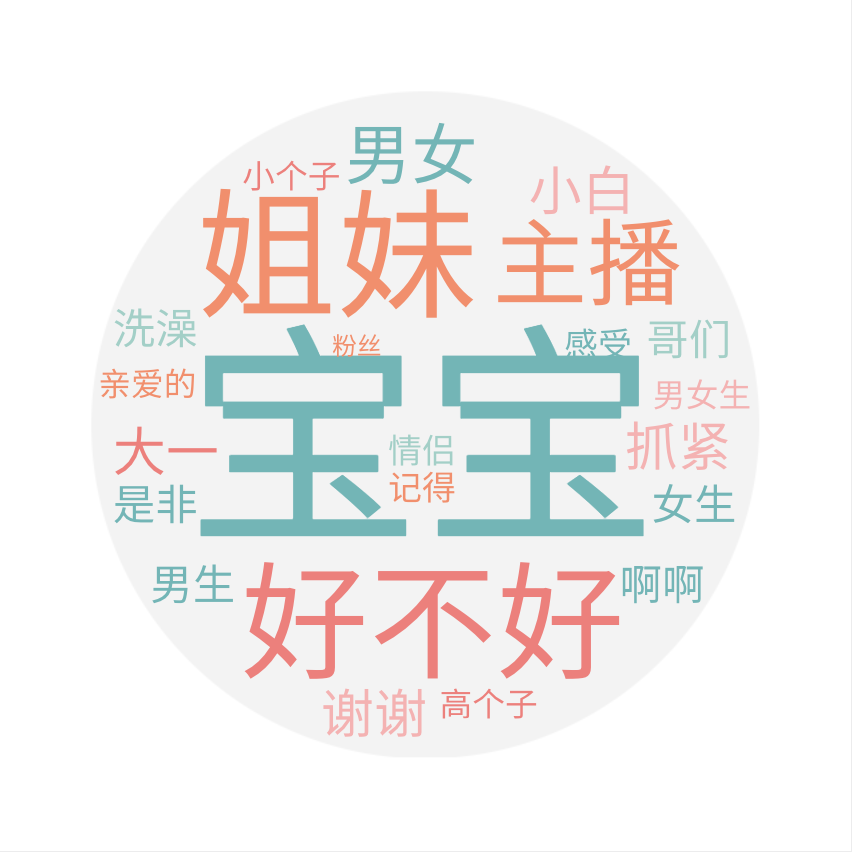 男女
小个子
小白
姐妹
主播
洗澡
粉丝
感受
哥们
宝宝
亲爱的
男女生
大一
情侣
抓紧
记得
是非
女生
男生
好不好
啊啊
谢谢
高个子